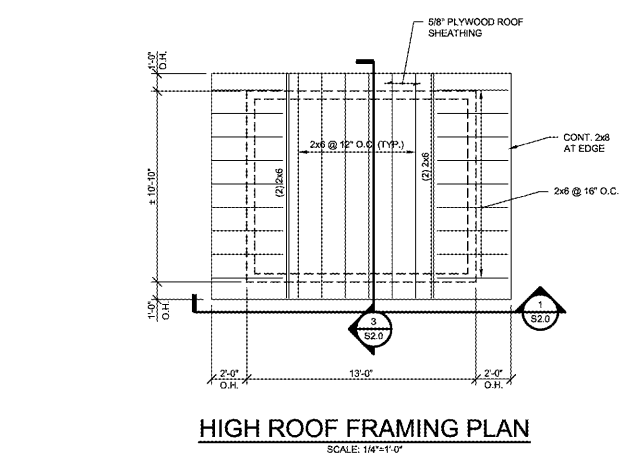 5/8" PLYWOOD ROOF
SHEATHING
1'-0"
O.H.
2x6 @ 12" O.C. (TYP.)
CONT. 2x8
AT EDGE
(2) 2x6
(2) 2x6
± 10'-10"
2x6 @ 16" O.C.
1'-0"
O.H.
1
S2.0
3
S2.0
2'-0"
O.H.
13'-0"
2'-0"
O.H.
HIGH ROOF FRAMING PLAN
SCALE: 1/4"=1'-0"